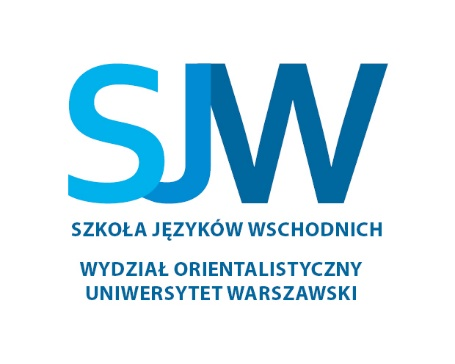 SJW
SZKOŁA JĘZYKÓW WSCHODNICH
WYDZIAŁ ORIENTALISTYCZNY
UNIWERSYTET WARSZAWSKI